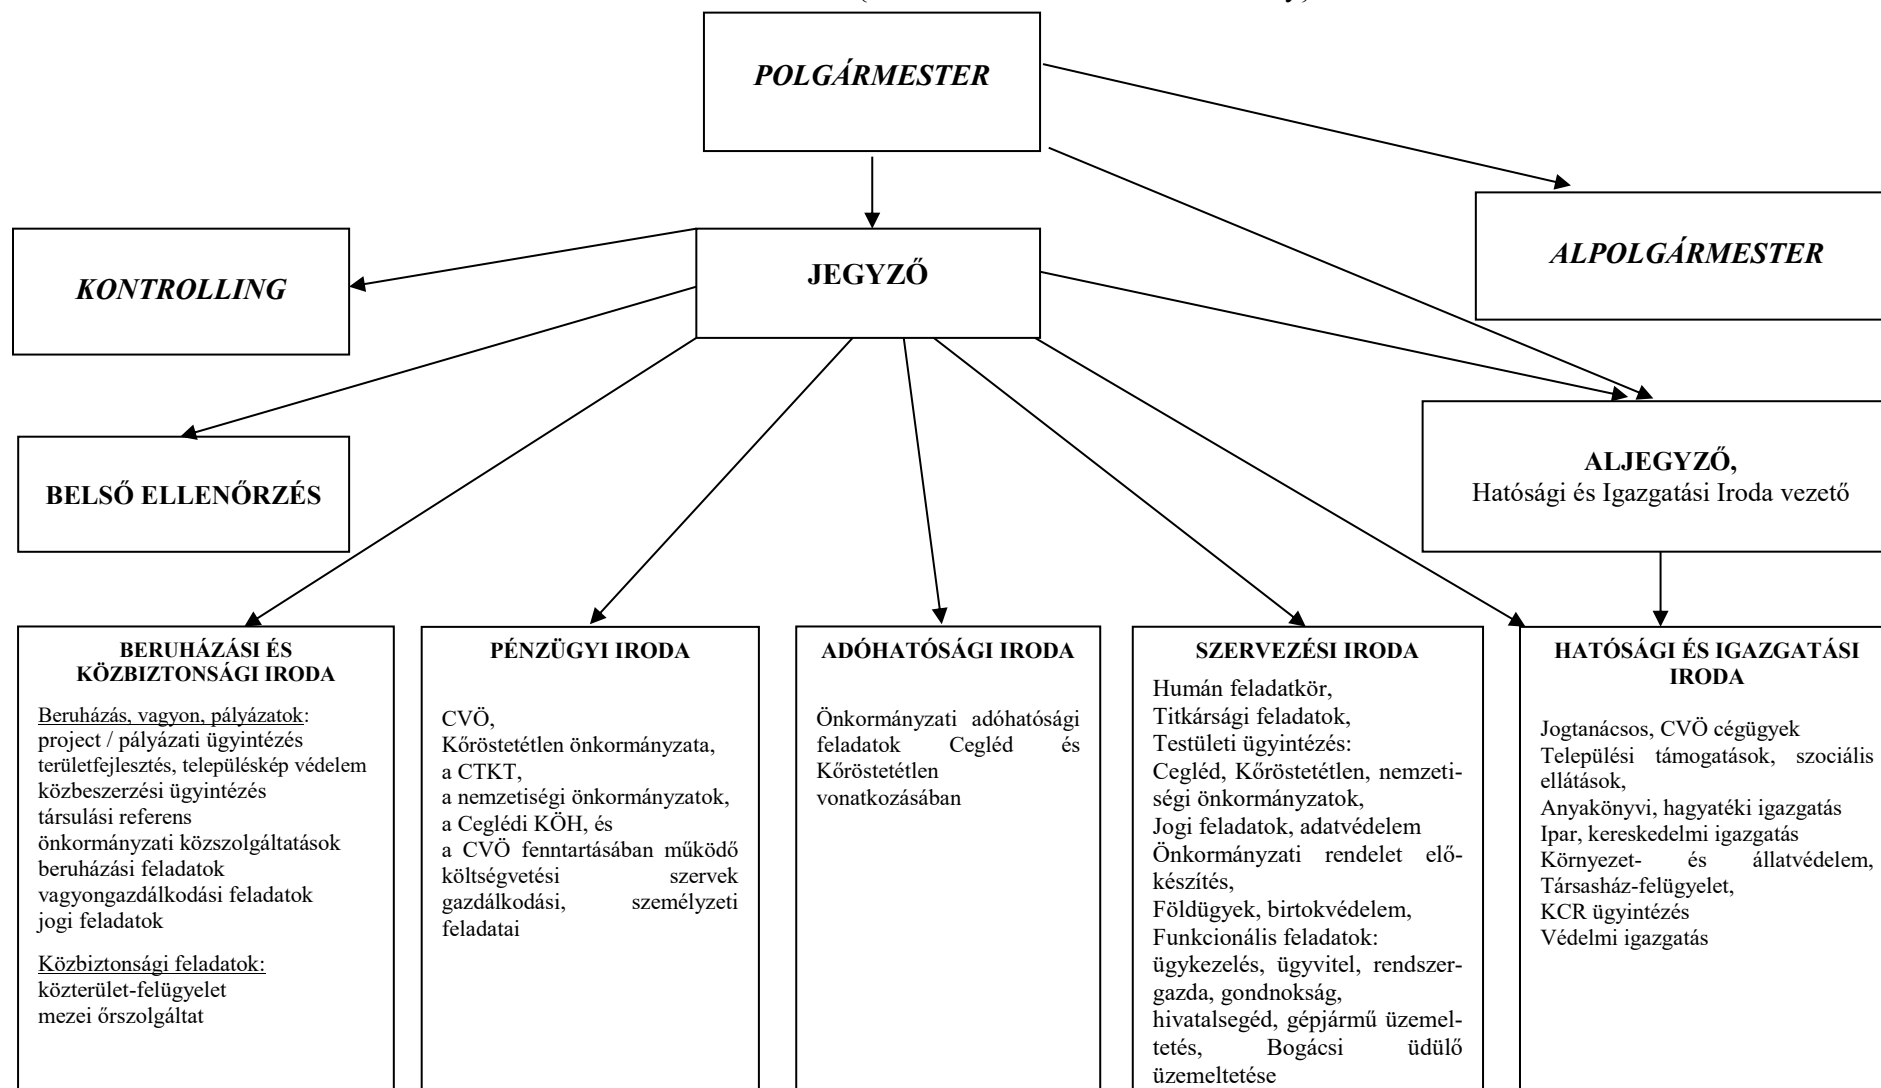 POLGÁRMESTER
ALPOLGÁRMESTER
JEGYZŐ
KONTROLLING
BELSŐ ELLENŐRZÉS
ALJEGYZŐ,
Hatósági és Igazgatási Iroda vezető
BERUHÁZÁSI ÉS
KÖZBIZTONSÁGI IRODA
Beruházás, vagyon, pályázatok:
project / pályázati ügyintézés
területfejlesztés, településkép védelem
közbeszerzési ügyintézés
társulási referens
önkormányzati közszolgáltatások
beruházási feladatok
vagyongazdálkodási feladatok
jogi feladatok
Közbiztonsági feladatok:
közterület-felügyelet
mezei őrszolgáltat
PÉNZÜGYI IRODA
CVÖ,
Kőröstetétlen önkormányzata,
a CTKT,
a nemzetiségi önkormányzatok,
a Ceglédi KÖH, és
a CVÖ fenntartásában működő
költségvetési szervek
gazdálkodási, személyzeti
feladatai
ADÓHATÓSÁGI IRODA
Önkormányzati adóhatósági
feladatok Cegléd és
Kőröstetétlen
vonatkozásában
SZERVEZÉSI IRODA
Humán feladatkör,
Titkársági feladatok,
Testületi ügyintézés:
Cegléd, Kőröstetétlen, nemzeti-
ségi önkormányzatok,
Jogi feladatok, adatvédelem
Önkormányzati rendelet elő-
készítés,
Földügyek, birtokvédelem,
Funkcionális feladatok:
ügykezelés, ügyvitel, rendszer-
gazda, gondnokság,
hivatalsegéd, gépjármű üzemel-
tetés, Bogácsi üdülő
üzemeltetése
HATÓSÁGI ÉS IGAZGATÁSI
IRODA
Jogtanácsos, CVÖ cégügyek
Települési támogatások, szociális
ellátások,
Anyakönyvi, hagyatéki igazgatás
Ipar, kereskedelmi igazgatás
Környezet- és állatvédelem,
Társasház-felügyelet,
KCR ügyintézés
Védelmi igazgatás